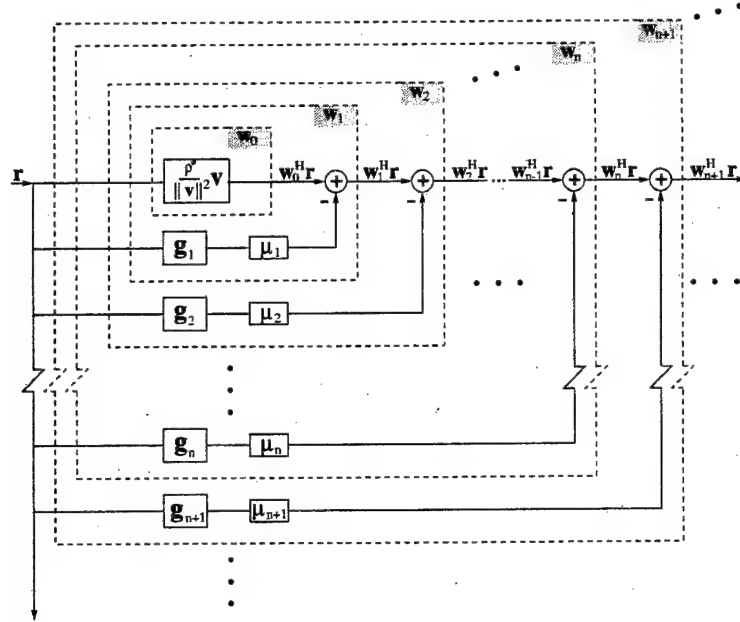 w_{n+1}
w_n
w_2
w_1
w_0
r
ρ* / ‖v‖² v
w_0^H r
w_1^H r
w_2^H r ... w_{n-1}^H r
w_n^H r
w_{n+1}^H r
+ + + +
- - - -
g_1 μ_1
g_2 μ_2
g_n μ_n
g_{n+1} μ_{n+1}